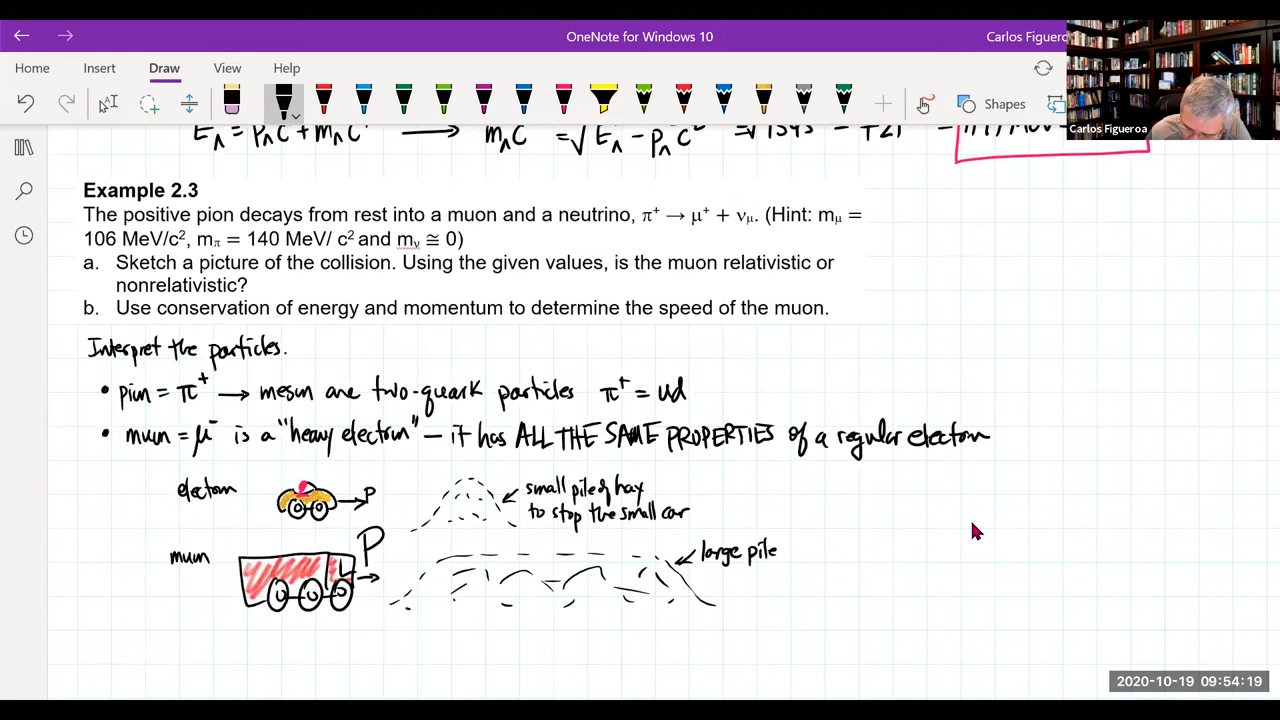 OneNote for Windows 10
Carlos Figuero
Home Insert Draw View Help
Shapes
Carlos Figueroa
Example 2.3
The positive pion decays from rest into a muon and a neutrino, π⁺ → μ⁺ + νμ. (Hint: mμ =
106 MeV/c², mπ = 140 MeV/ c² and mν ≅ 0)
a. Sketch a picture of the collision. Using the given values, is the muon relativistic or
nonrelativistic?
b. Use conservation of energy and momentum to determine the speed of the muon.
Interpret the particles.
• pion = π⁺ → meson are two-quark particles π⁺ = ud
• muon = μ⁻ is a "heavy electron" – it has ALL THE SAME PROPERTIES of a regular electron
electron
P
small pile of hay
to stop the small car
muon
P
large pile
2020-10-19 09:54:19